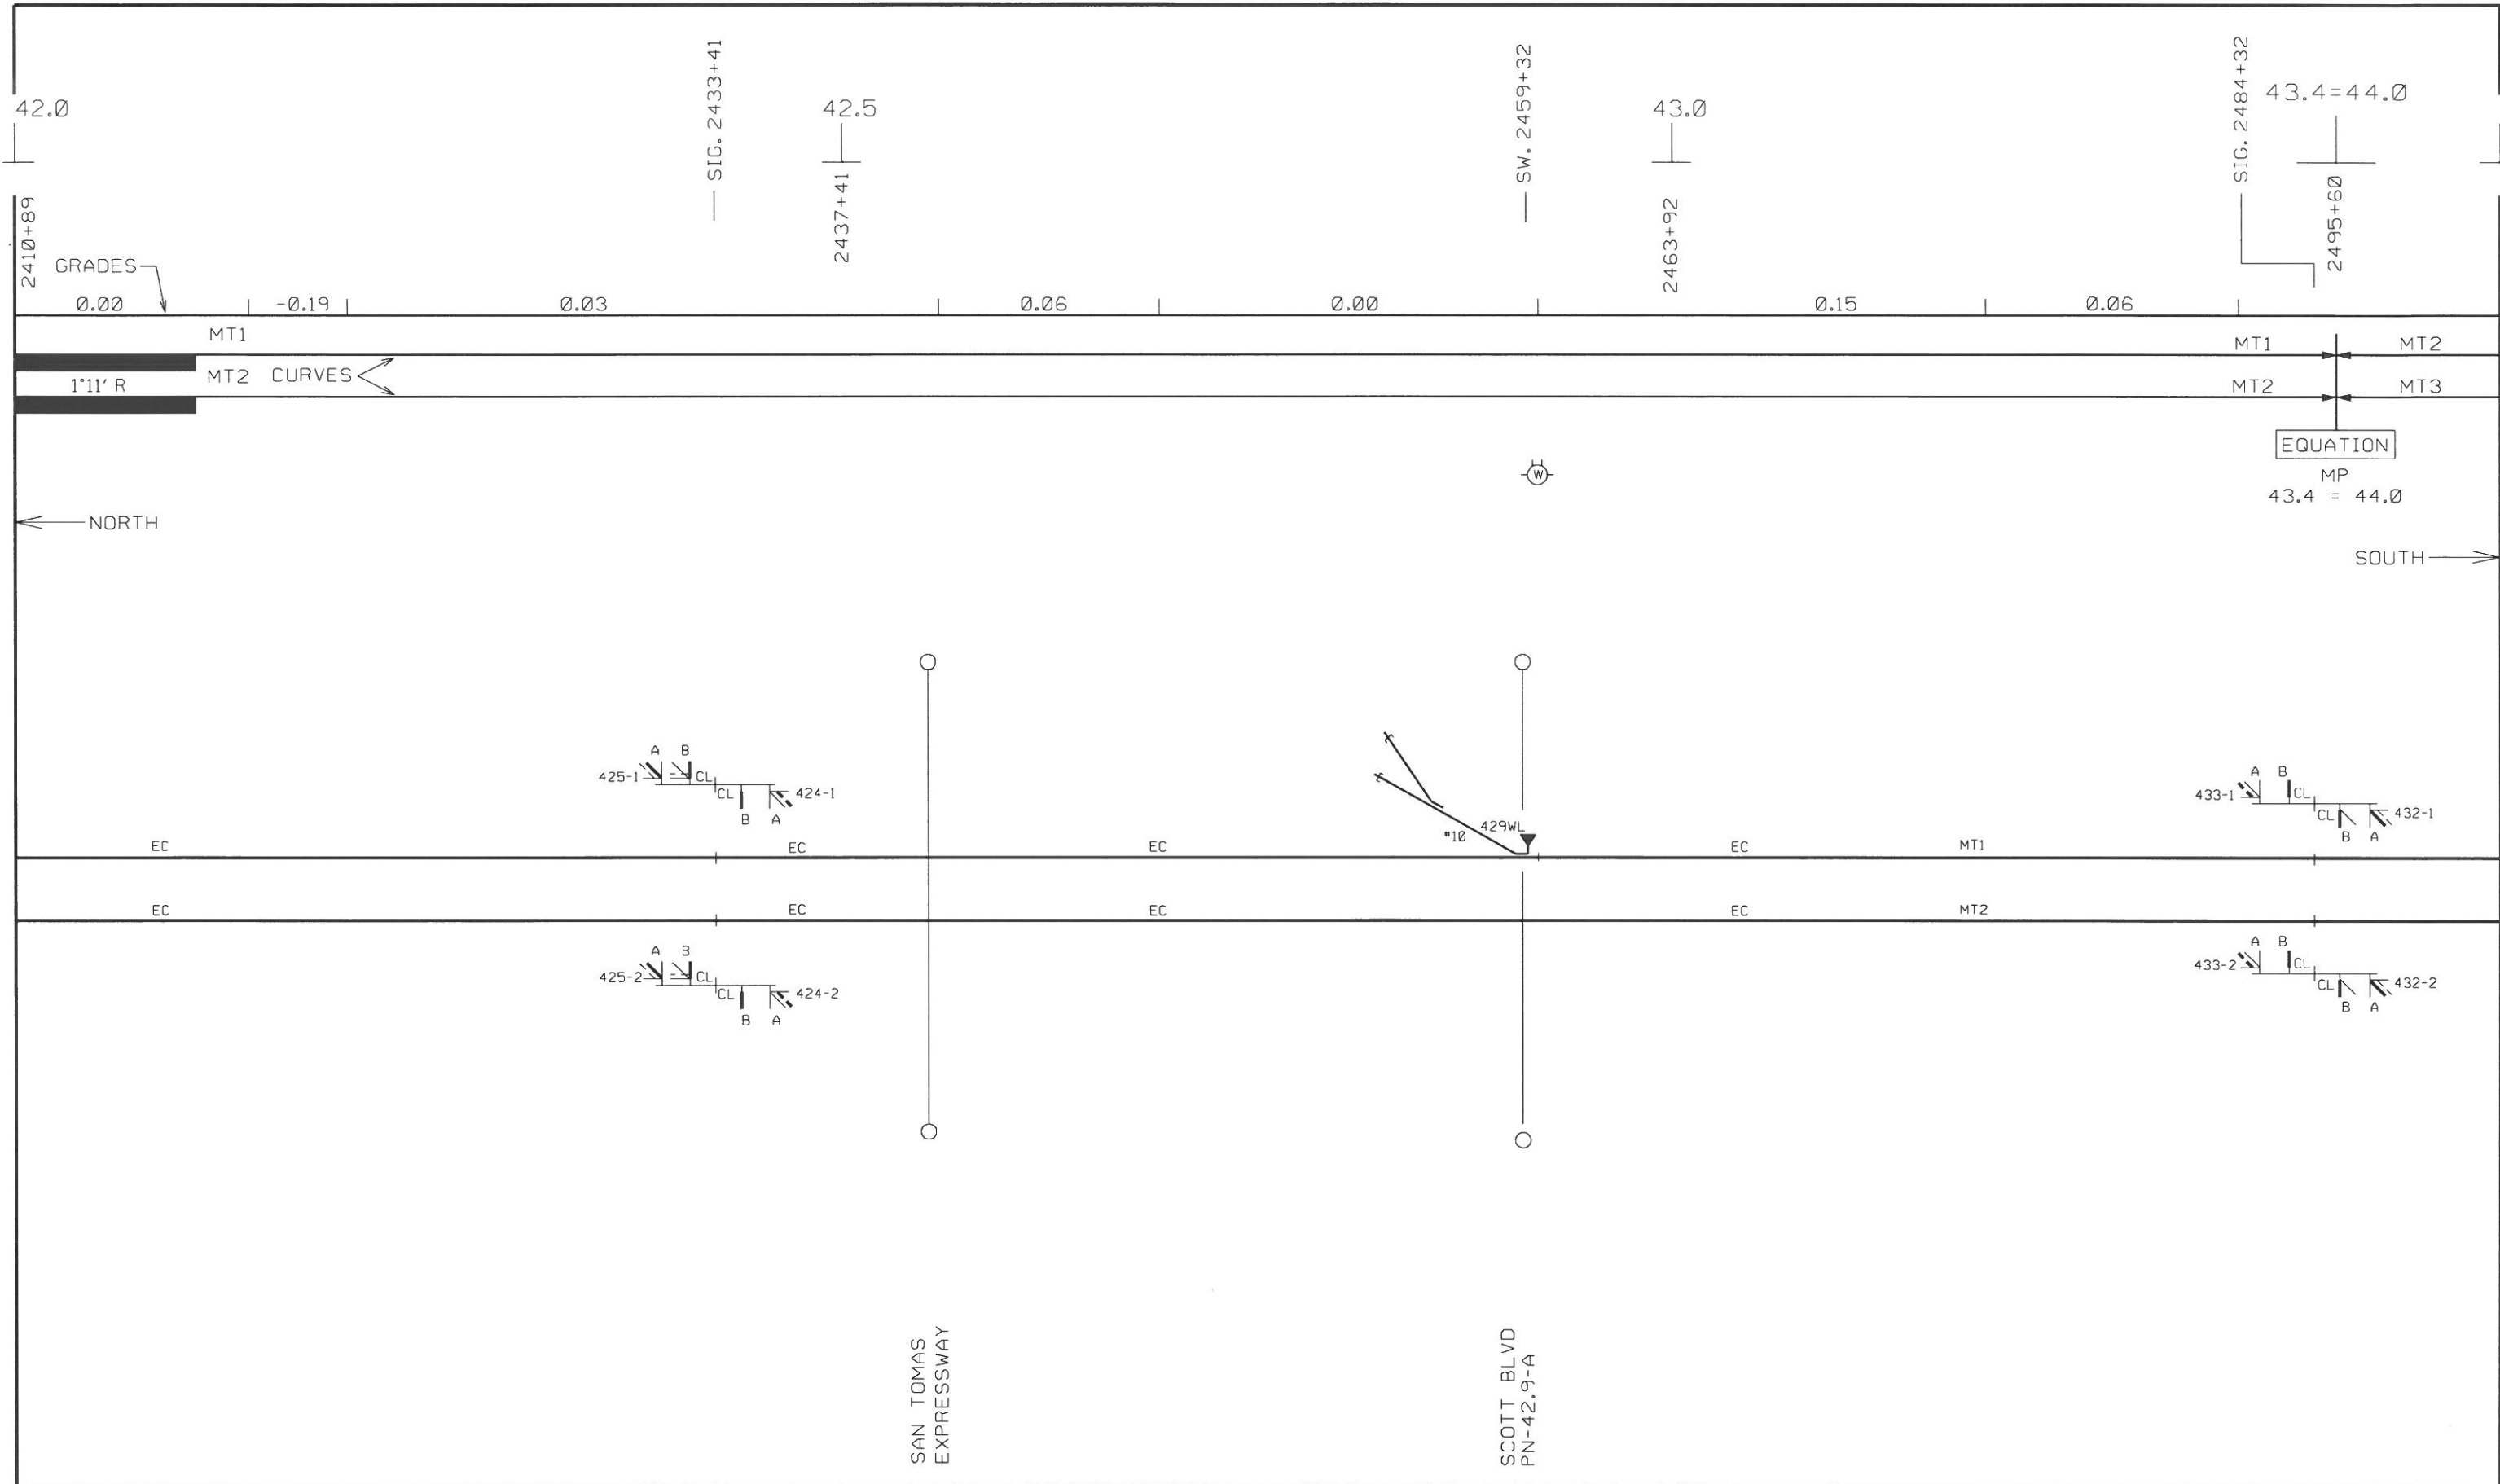 42.0
2410+89
SIG. 2433+41
42.5
2437+41
SW. 2459+32
43.0
2463+92
SIG. 2484+32
43.4=44.0
2495+60
GRADES
0.00 -0.19 0.03 0.06 0.00 0.15 0.06
MT1
MT1 MT2
1°11' R
MT2 CURVES
MT2 MT3
EQUATION
MP
43.4 = 44.0
W
NORTH
SOUTH
A B
425-1 CL
CL 424-1
B A
A B
433-1 CL
CL 432-1
B A
"10 429WL
EC EC EC EC MT1
EC EC EC EC MT2
A B
425-2 CL
CL 424-2
B A
A B
433-2 CL
CL 432-2
B A
SAN TOMAS
EXPRESSWAY
SCOTT BLVD
PN-42.9-A